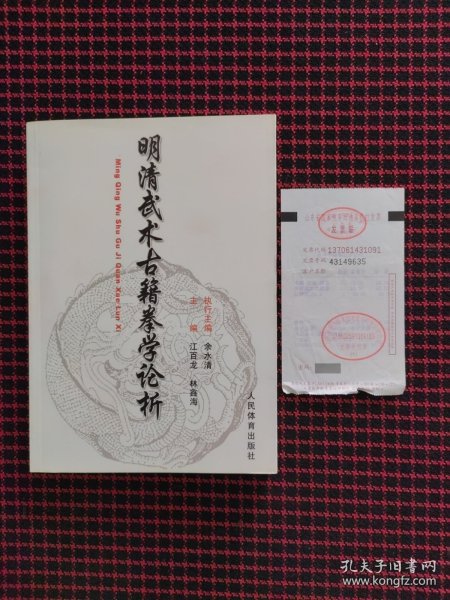 明清武术古籍拳学论析
Ming Qing Wu Shu Gu Ji Quan Xue Lun Xi
执行主编 余水清
主 编 江百龙 林鑫海
人民体育出版社
发票联
发票代码 137061431091
发票号码 43149635
孔夫子旧书网
www.kongfz.com